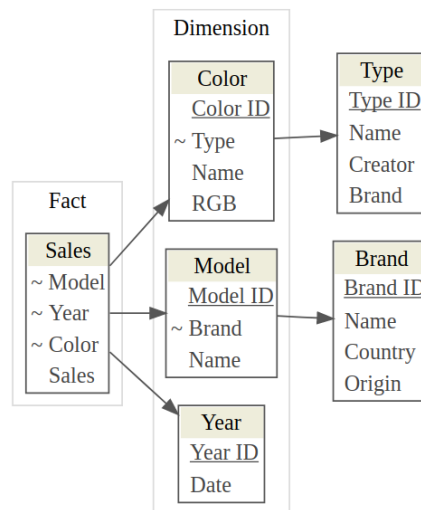 Dimension
Color
Color ID
~ Type
Name
RGB
Type
Type ID
Name
Creator
Brand
Fact
Sales
~ Model
~ Year
~ Color
Sales
Model
Model ID
~ Brand
Name
Brand
Brand ID
Name
Country
Origin
Year
Year ID
Date